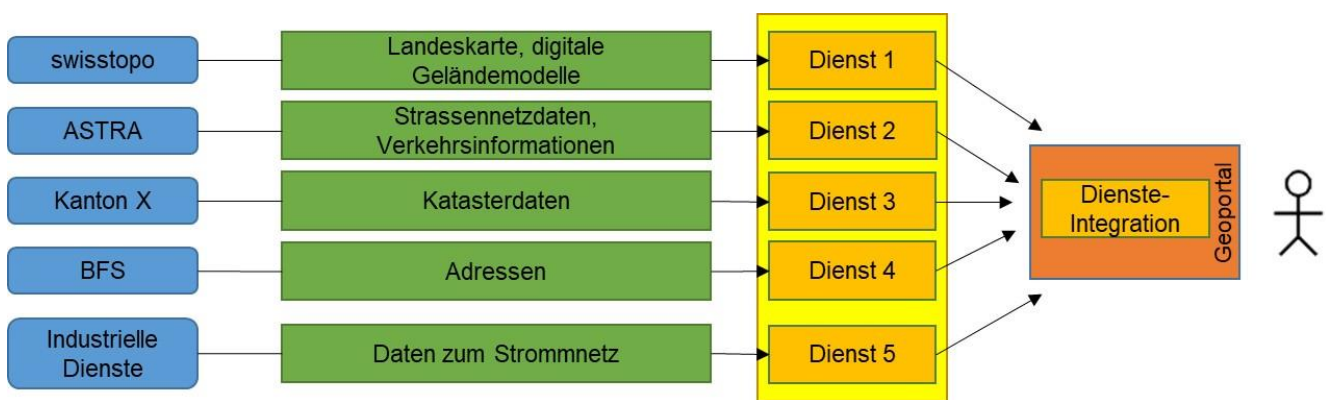 swisstopo
Landeskarte, digitale
Geländemodelle
Dienst 1
ASTRA
Strassennetzdaten,
Verkehrsinformationen
Dienst 2
Kanton X
Katasterdaten
Dienst 3
BFS
Adressen
Dienst 4
Industrielle
Dienste
Daten zum Strommnetz
Dienst 5
Dienste-
Integration
Geoportal